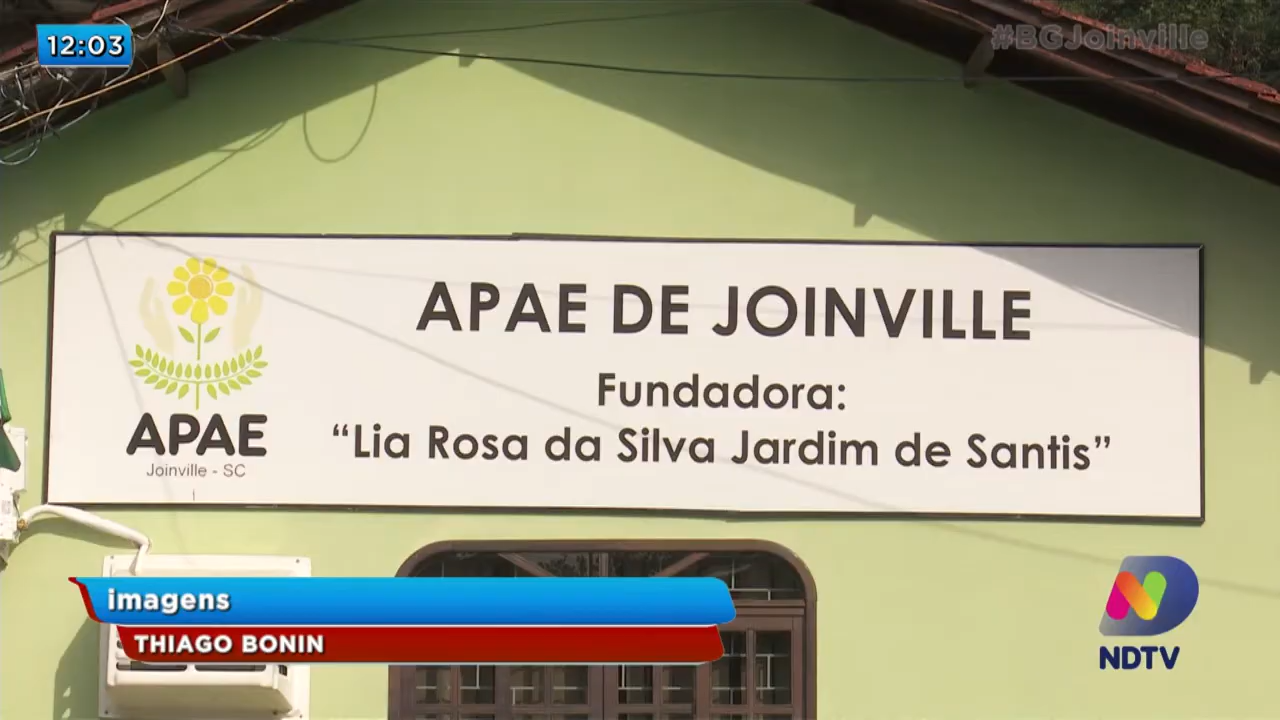 12:03
#BGJoinville
APAE DE JOINVILLE
Fundadora:
“Lia Rosa da Silva Jardim de Santis”
APAE
Joinville - SC
imagens
THIAGO BONIN
NDTV